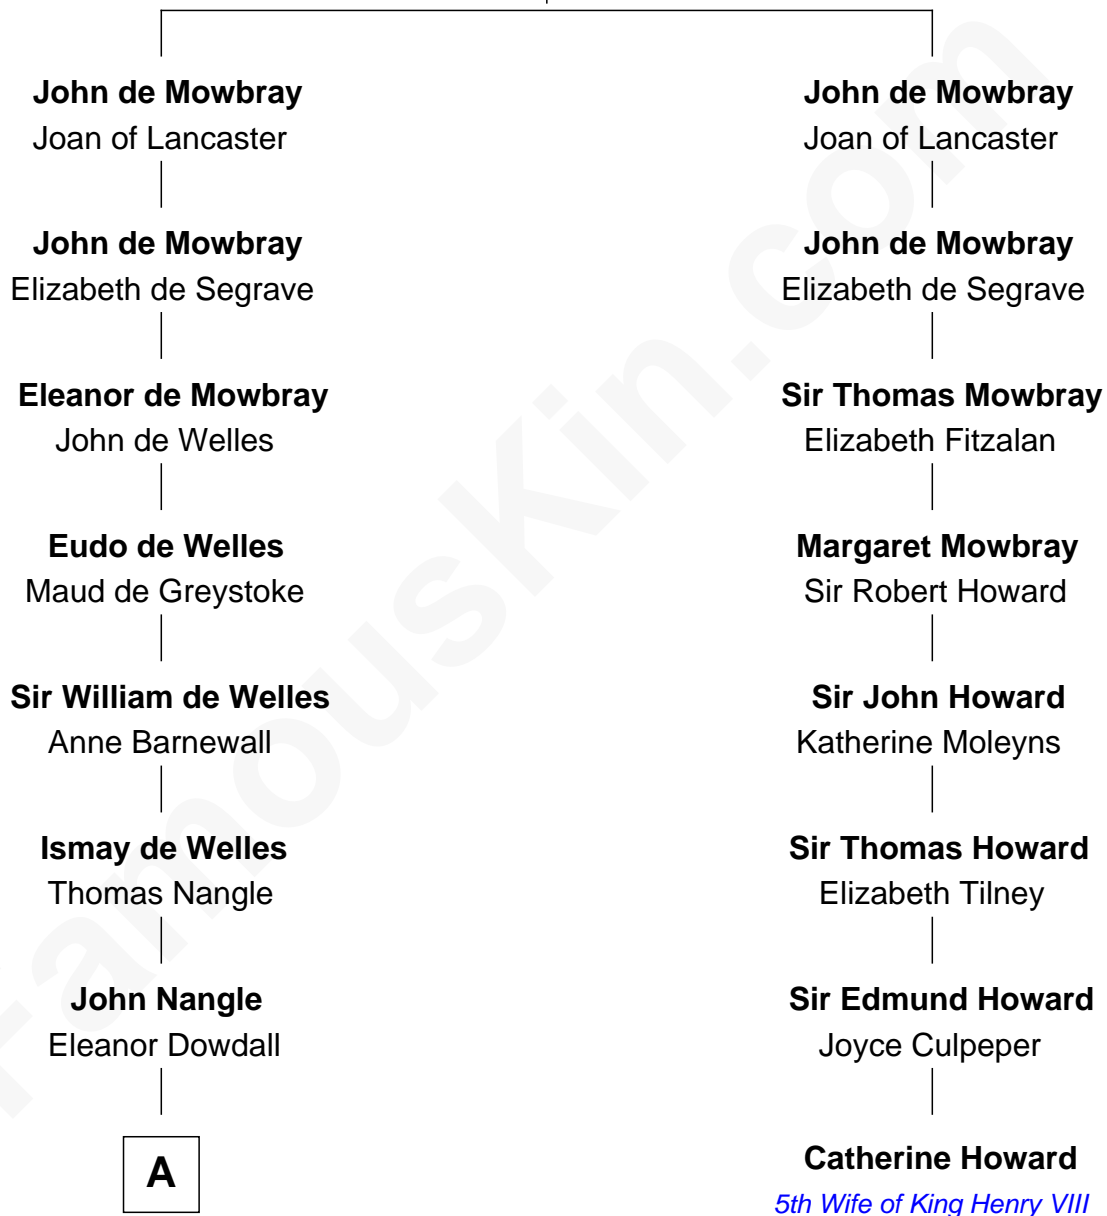 John de Mowbray
Joan of Lancaster
John de Mowbray
Elizabeth de Segrave
Eleanor de Mowbray
John de Welles
Eudo de Welles
Maud de Greystoke
Sir William de Welles
Anne Barnewall
Ismay de Welles
Thomas Nangle
John Nangle
Eleanor Dowdall
A
John de Mowbray
Joan of Lancaster
John de Mowbray
Elizabeth de Segrave
Sir Thomas Mowbray
Elizabeth Fitzalan
Margaret Mowbray
Sir Robert Howard
Sir John Howard
Katherine Moleyns
Sir Thomas Howard
Elizabeth Tilney
Sir Edmund Howard
Joyce Culpeper
Catherine Howard
5th Wife of King Henry VIII
FamousKin.com